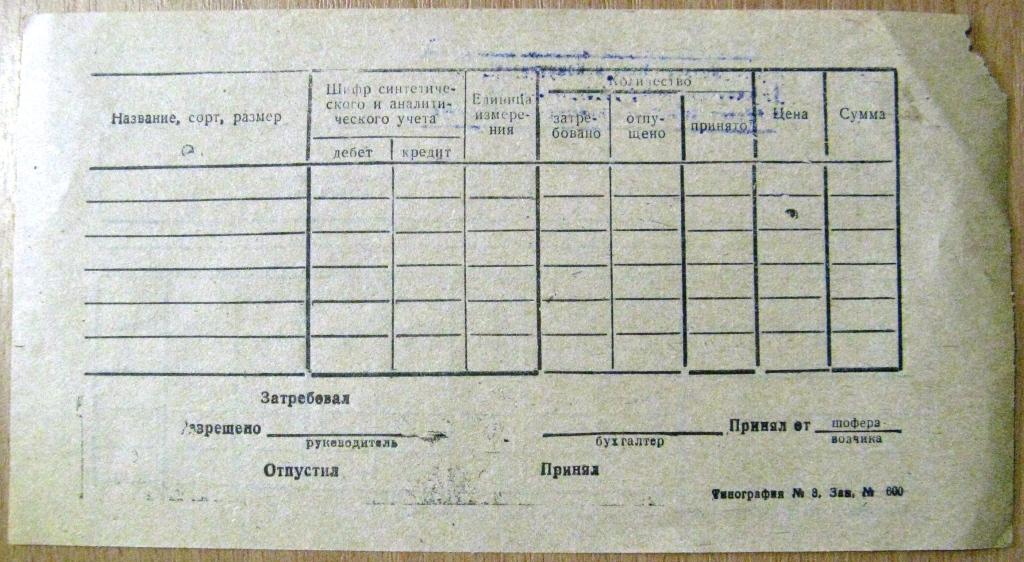 Название, сорт, размер
Шифр синтетиче-
ского и аналити-
ческого учета
дебет
кредит
Единица
измере-
ния
Количество
затре-
бовано
отпу-
щено
принято
Цена
Сумма
Затребовал
Разрешено
руководитель
бухгалтер
Принял от шофера
возчика
Отпустил
Принял
Типография № 8. Зак. № 600